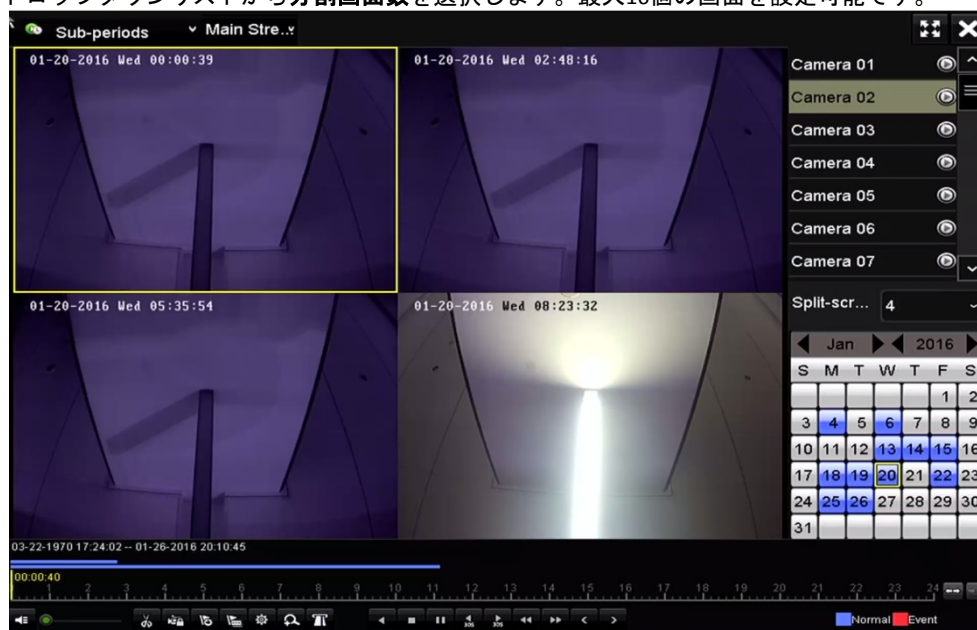 ドロップダウンリストから分割画面数を選択します。最大16個の画面を設定可能です。
Sub-periods Main Stre..
01-20-2016 Wed 00:00:39
01-20-2016 Wed 02:48:16
01-20-2016 Wed 05:35:54
01-20-2016 Wed 08:23:32
Camera 01
Camera 02
Camera 03
Camera 04
Camera 05
Camera 06
Camera 07
Split-scr... 4
Jan 2016
S M T W T F S
1 2
3 4 5 6 7 8 9
10 11 12 13 14 15 16
17 18 19 20 21 22 23
24 25 26 27 28 29 30
31
03-22-1970 17:24:02 -- 01-26-2016 20:10:45
00:00:40
1 2 3 4 5 6 7 8 9 10 11 12 13 14 15 16 17 18 19 20 21 22 23 24
30S 30S
Normal Event